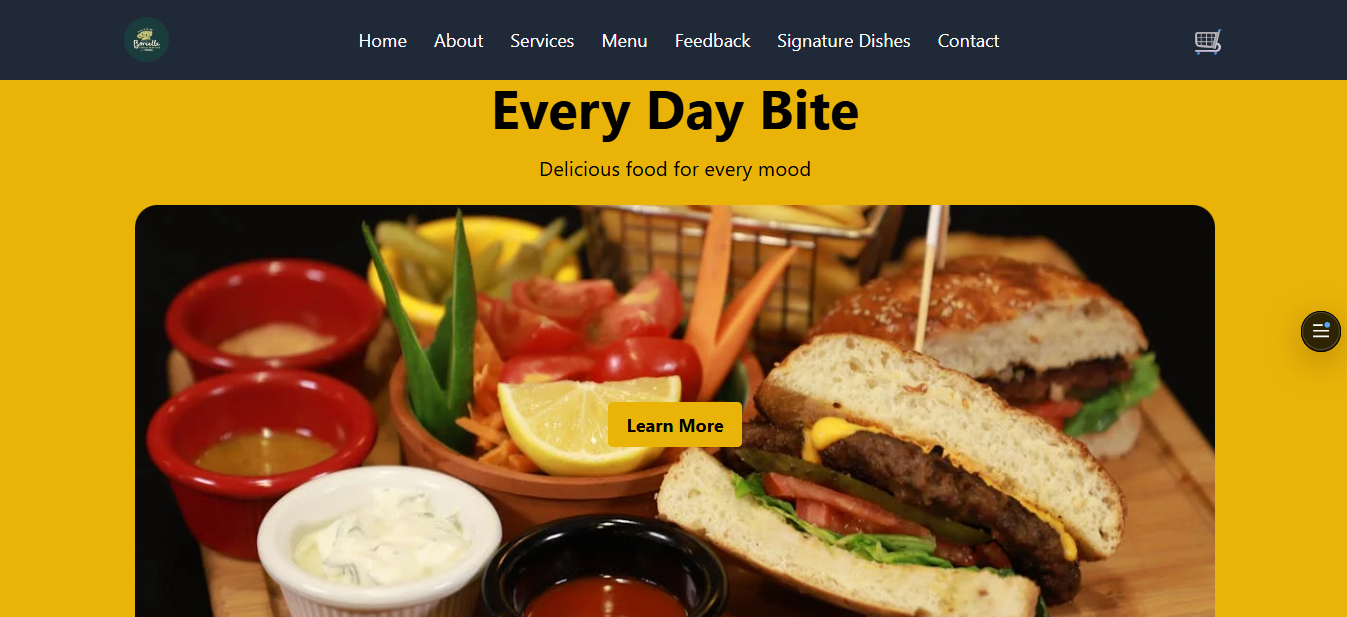 Borcelle
Home About Services Menu Feedback Signature Dishes Contact
Every Day Bite
Delicious food for every mood
Learn More